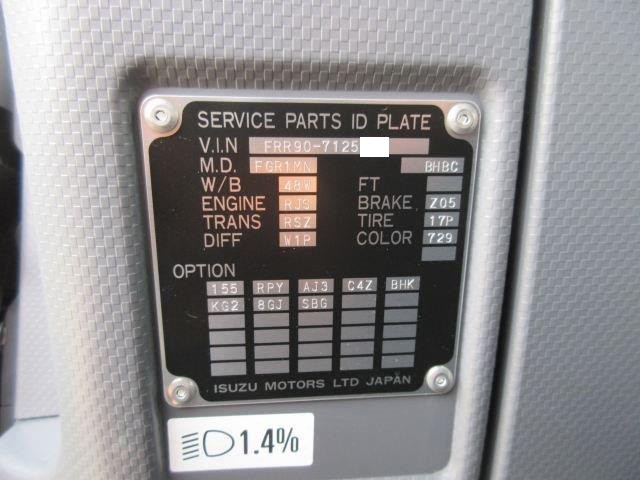 SERVICE PARTS ID PLATE
V.I.N FRR90-7125
M.D. FGR1MN BHBC
W/B 48W FT
ENGINE RJS BRAKE Z05
TRANS RSZ TIRE 17P
DIFF W1P COLOR 729
OPTION
155 RPY AJ3 C4Z BHK
KG2 8GJ SBG
ISUZU MOTORS LTD JAPAN
1.4%